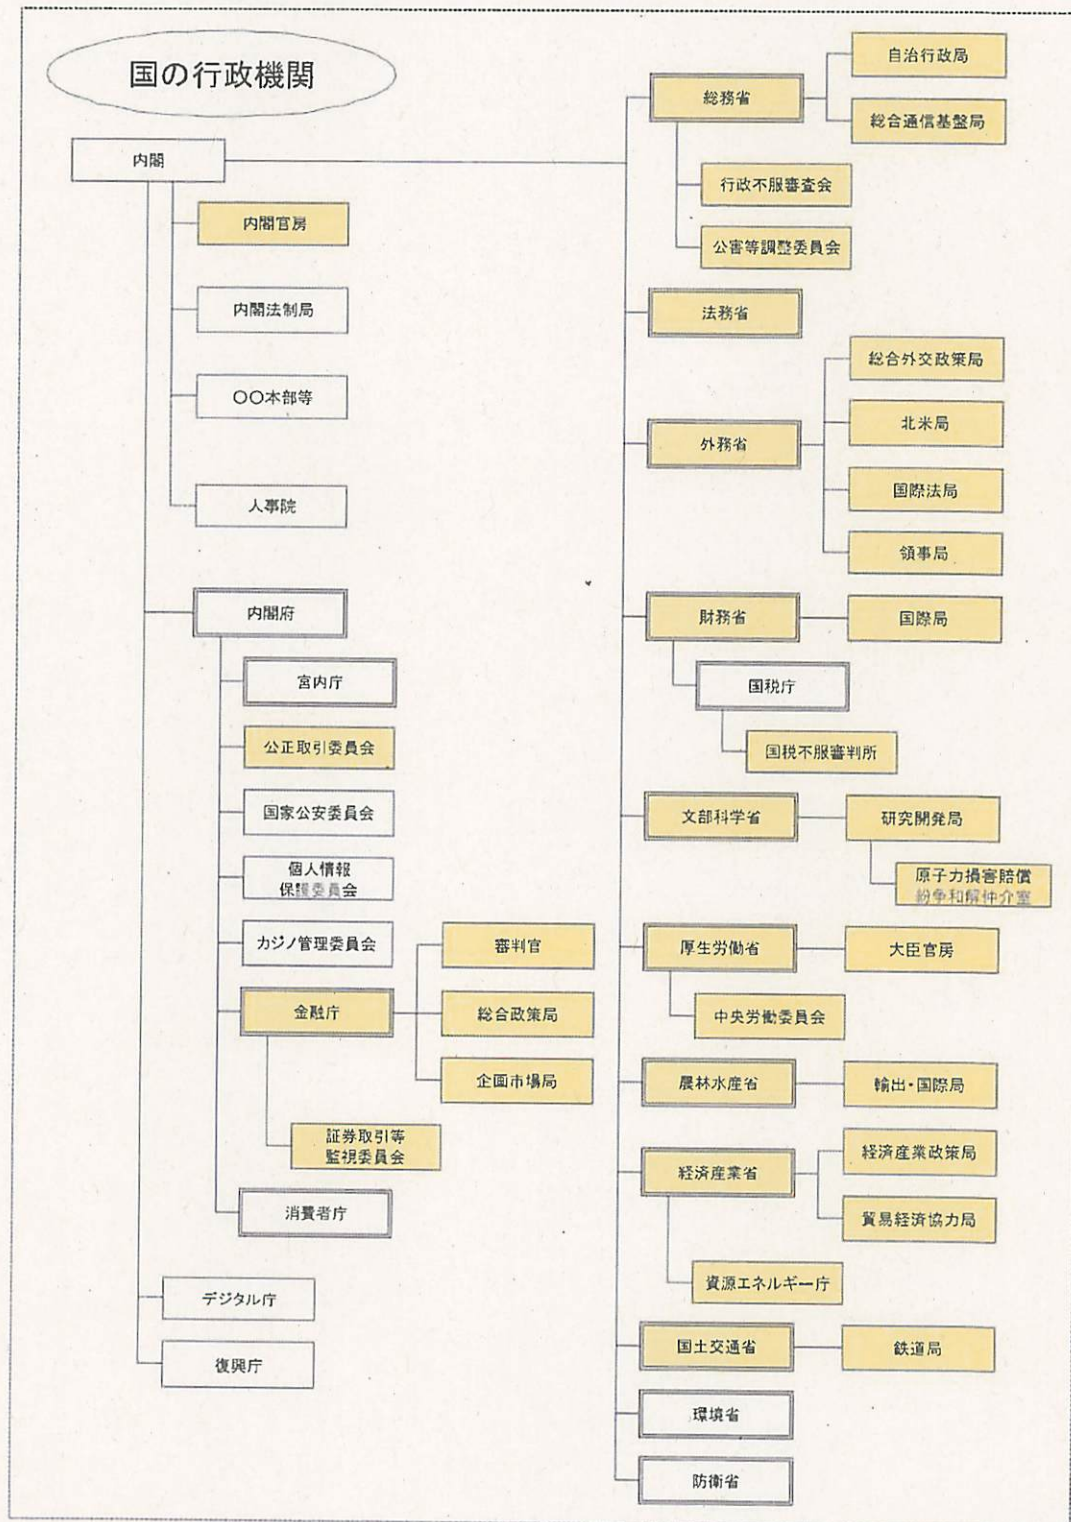 国の行政機関
内閣
内閣官房
内閣法制局
〇〇本部等
人事院
内閣府
宮内庁
公正取引委員会
国家公安委員会
個人情報
保護委員会
カジノ管理委員会
金融庁
審判官
総合政策局
企画市場局
証券取引等
監視委員会
消費者庁
デジタル庁
復興庁
総務省
自治行政局
総合通信基盤局
行政不服審査会
公害等調整委員会
法務省
外務省
総合外交政策局
北米局
国際法局
領事局
財務省
国際局
国税庁
国税不服審判所
文部科学省
研究開発局
原子力損害賠償
紛争和解仲介室
厚生労働省
大臣官房
中央労働委員会
農林水産省
輸出・国際局
経済産業省
経済産業政策局
貿易経済協力局
資源エネルギー庁
国土交通省
鉄道局
環境省
防衛省